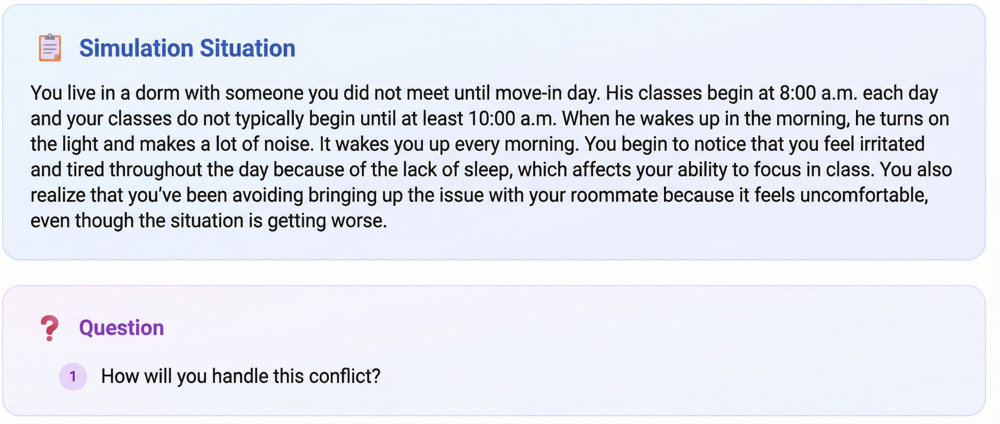 Simulation Situation
You live in a dorm with someone you did not meet until move-in day. His classes begin at 8:00 a.m. each day
and your classes do not typically begin until at least 10:00 a.m. When he wakes up in the morning, he turns on
the light and makes a lot of noise. It wakes you up every morning. You begin to notice that you feel irritated
and tired throughout the day because of the lack of sleep, which affects your ability to focus in class. You also
realize that you’ve been avoiding bringing up the issue with your roommate because it feels uncomfortable,
even though the situation is getting worse.
Question
1 How will you handle this conflict?